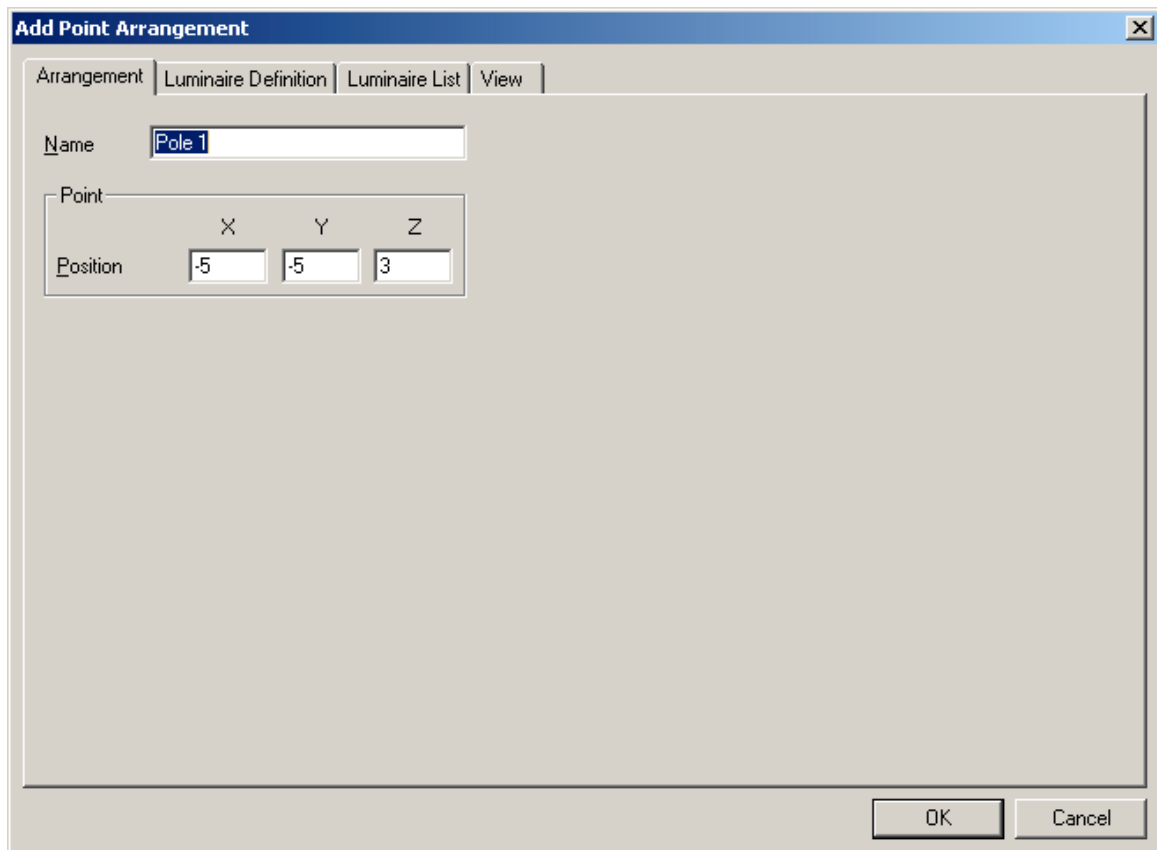 Add Point Arrangement
Arrangement Luminaire Definition Luminaire List View
Name Pole 1
Point
X Y Z
Position -5 -5 3
OK Cancel